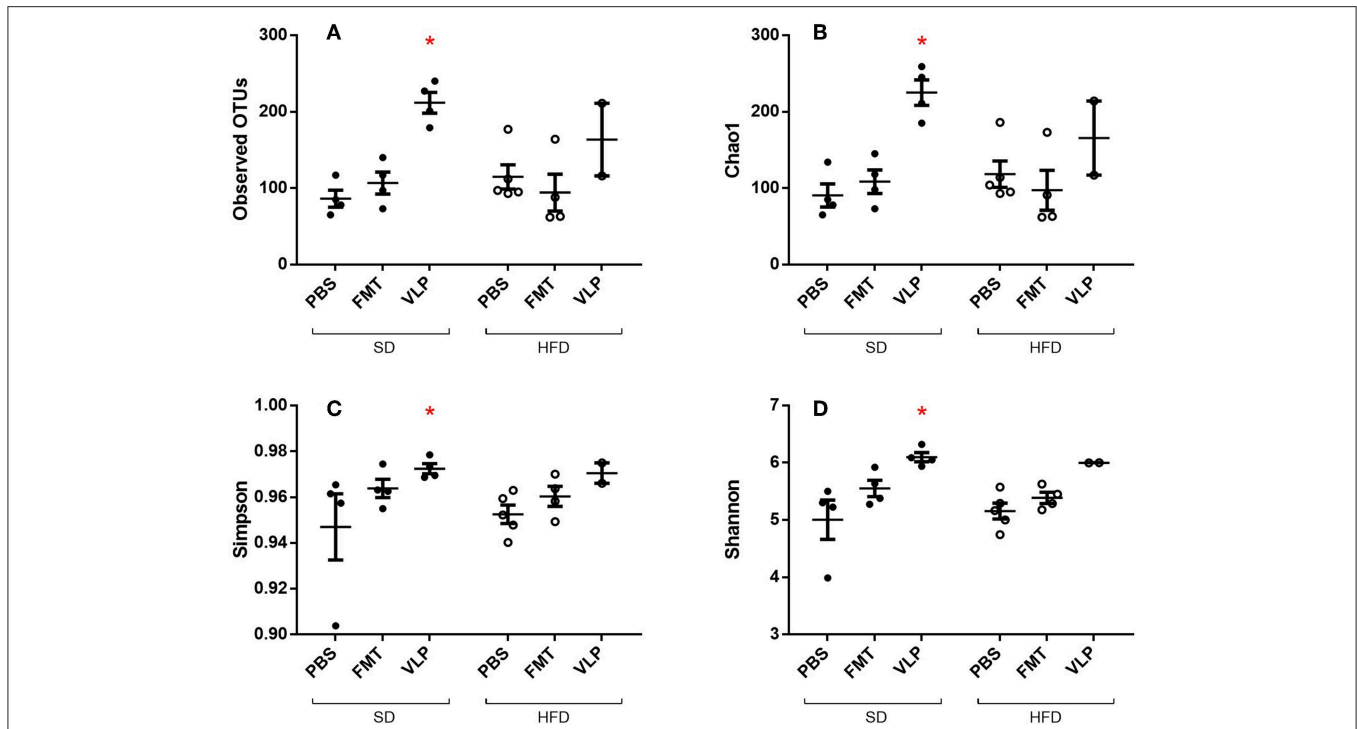 A
300
200
100
0
Observed OTUs
*
PBS
FMT
VLP
PBS
FMT
VLP
SD
HFD
B
300
200
100
0
Chao1
*
PBS
FMT
VLP
PBS
FMT
VLP
SD
HFD
C
1.00
0.98
0.96
0.94
0.92
0.90
Simpson
*
PBS
FMT
VLP
PBS
FMT
VLP
SD
HFD
D
7
6
5
4
3
Shannon
*
PBS
FMT
VLP
PBS
FMT
VLP
SD
HFD